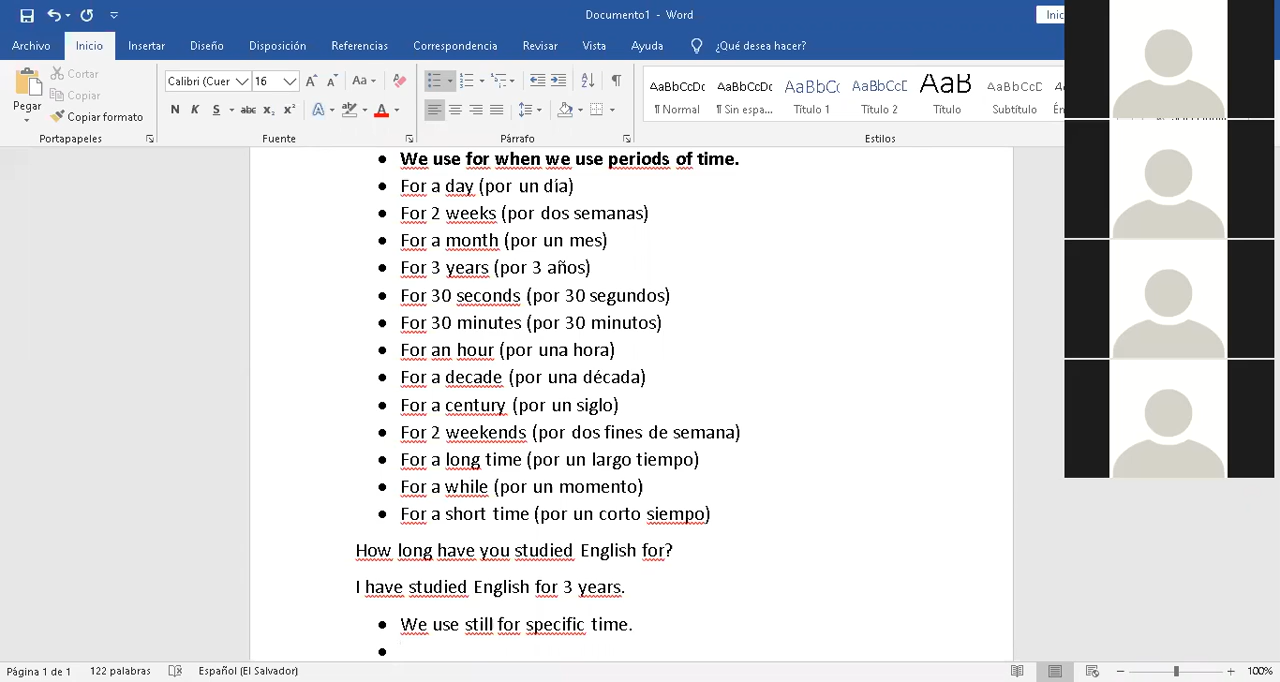 Documento1 - Word
Inic
Archivo Inicio Insertar Diseño Disposición Referencias Correspondencia Revisar Vista Ayuda ¿Qué desea hacer?
Pegar
Cortar
Copiar
Copiar formato
Portapapeles
Calibri (Cuer 16 Aa
N K S abc x₂ x² A A
Fuente
Párrafo
AaBbCcDc AaBbCcDc AaBbCc AaBbCcD AaB AaBbCcD
¶ Normal ¶ Sin espa... Título 1 Título 2 Título Subtítulo
Estilos
• We use for when we use periods of time.
• For a day (por un día)
• For 2 weeks (por dos semanas)
• For a month (por un mes)
• For 3 years (por 3 años)
• For 30 seconds (por 30 segundos)
• For 30 minutes (por 30 minutos)
• For an hour (por una hora)
• For a decade (por una década)
• For a century (por un siglo)
• For 2 weekends (por dos fines de semana)
• For a long time (por un largo tiempo)
• For a while (por un momento)
• For a short time (por un corto siempo)
How long have you studied English for?
I have studied English for 3 years.
• We use still for specific time.
•
Página 1 de 1 122 palabras Español (El Salvador) 100%